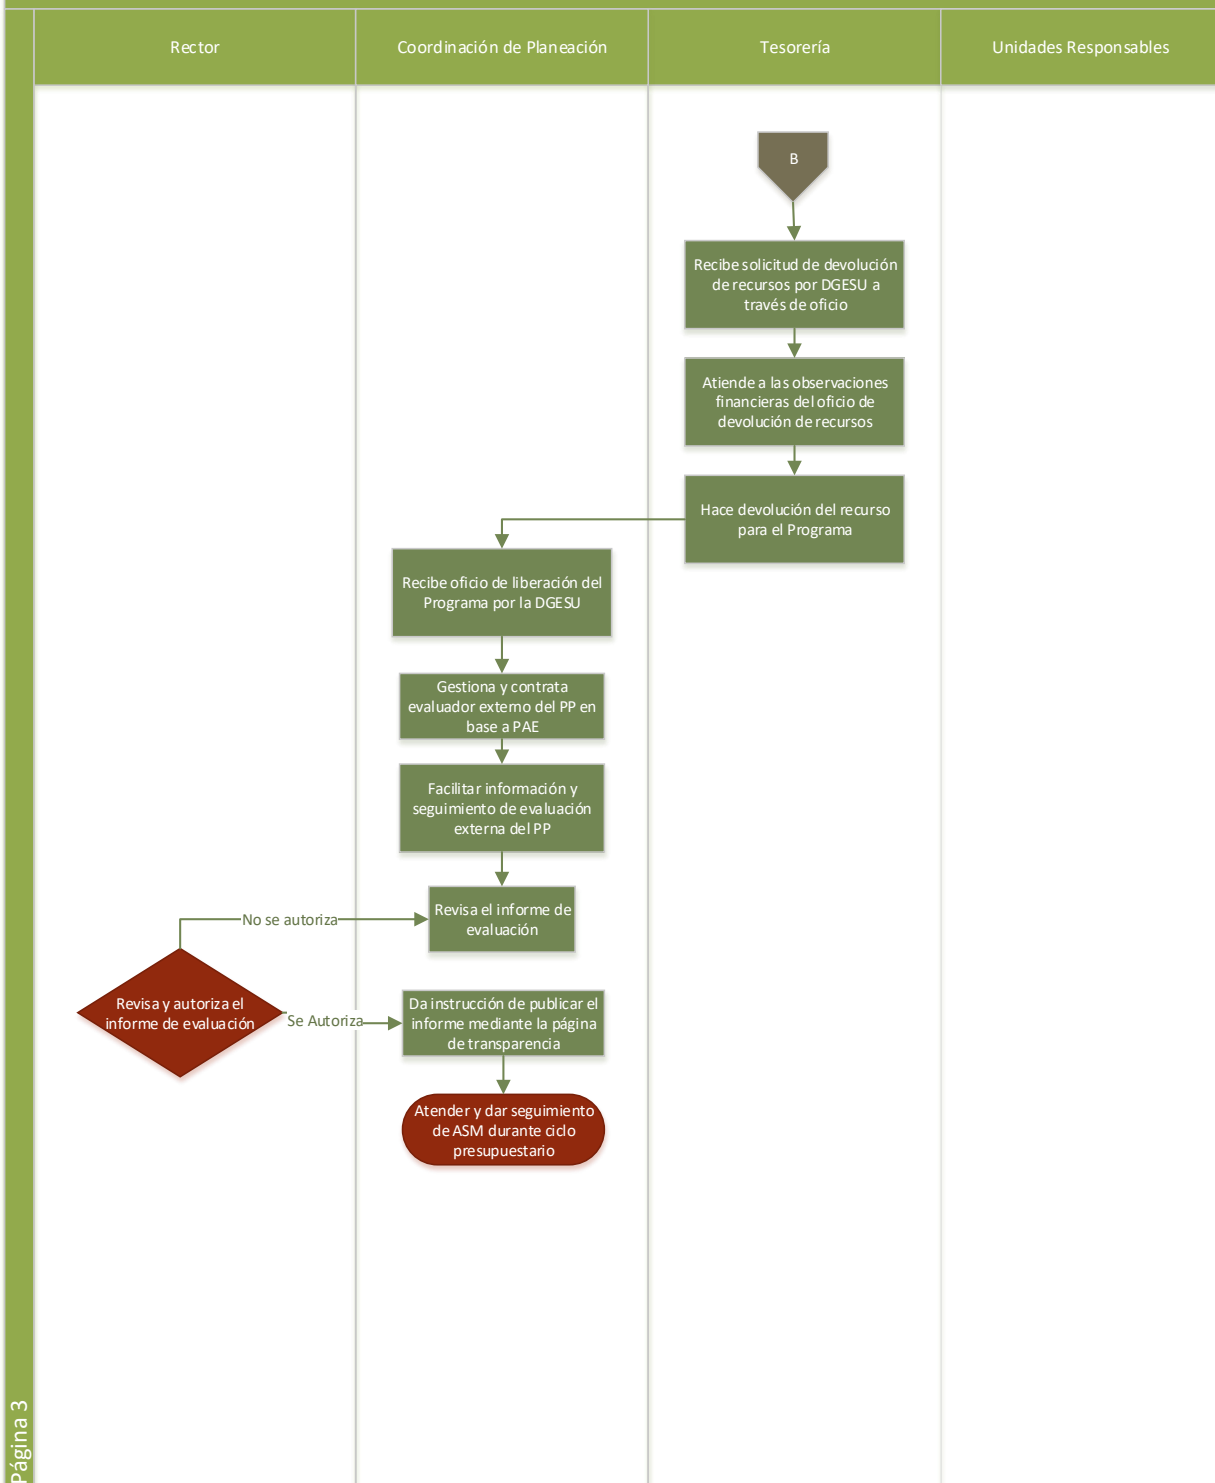 Rector
Coordinación de Planeación
Tesorería
Unidades Responsables
B
Recibe solicitud de devolución
de recursos por DGESU a
través de oficio
Atiende a las observaciones
financieras del oficio de
devolución de recursos
Hace devolución del recurso
para el Programa
Recibe oficio de liberación del
Programa por la DGESU
Gestiona y contrata
evaluador externo del PP en
base a PAE
Facilitar información y
seguimiento de evaluación
externa del PP
Revisa el informe de
evaluación
No se autoriza
Revisa y autoriza el
informe de evaluación
Se Autoriza
Da instrucción de publicar el
informe mediante la página
de transparencia
Atender y dar seguimiento
de ASM durante ciclo
presupuestario
Página 3